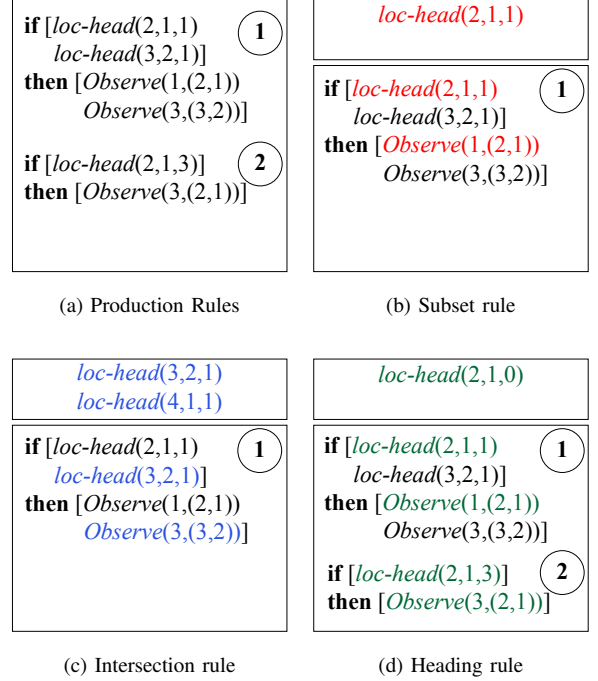 if [loc-head(2,1,1)
1
loc-head(3,2,1)]
then [Observe(1,(2,1))
Observe(3,(3,2))]
if [loc-head(2,1,3)]
2
then [Observe(3,(2,1))]
(a) Production Rules
loc-head(2,1,1)
if [loc-head(2,1,1)
1
loc-head(3,2,1)]
then [Observe(1,(2,1))
Observe(3,(3,2))]
(b) Subset rule
loc-head(3,2,1)
loc-head(4,1,1)
if [loc-head(2,1,1)
1
loc-head(3,2,1)]
then [Observe(1,(2,1))
Observe(3,(3,2))]
(c) Intersection rule
loc-head(2,1,0)
if [loc-head(2,1,1)
1
loc-head(3,2,1)]
then [Observe(1,(2,1))
Observe(3,(3,2))]
if [loc-head(2,1,3)]
2
then [Observe(3,(2,1))]
(d) Heading rule